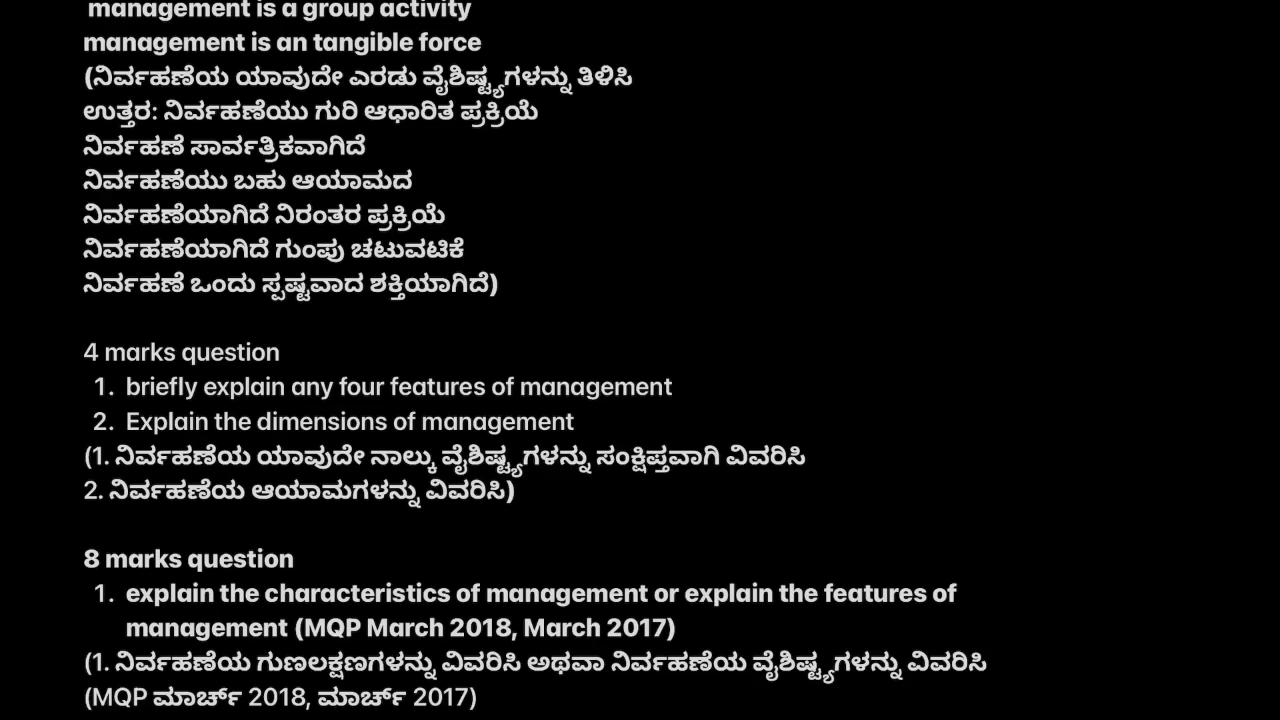 management is a group activity
management is an tangible force
(ನಿರ್ವಹಣೆಯ ಯಾವುದೇ ಎರಡು ವೈಶಿಷ್ಟ್ಯಗಳನ್ನು ತಿಳಿಸಿ
ಉತ್ತರ: ನಿರ್ವಹಣೆಯು ಗುರಿ ಆಧಾರಿತ ಪ್ರಕ್ರಿಯೆ
ನಿರ್ವಹಣೆ ಸಾರ್ವತ್ರಿಕವಾಗಿದೆ
ನಿರ್ವಹಣೆಯು ಬಹು ಆಯಾಮದ
ನಿರ್ವಹಣೆಯಾಗಿದೆ ನಿರಂತರ ಪ್ರಕ್ರಿಯೆ
ನಿರ್ವಹಣೆಯಾಗಿದೆ ಗುಂಪು ಚಟುವಟಿಕೆ
ನಿರ್ವಹಣೆ ಒಂದು ಸ್ಪಷ್ಟವಾದ ಶಕ್ತಿಯಾಗಿದೆ)
4 marks question
1. briefly explain any four features of management
2. Explain the dimensions of management
(1. ನಿರ್ವಹಣೆಯ ಯಾವುದೇ ನಾಲ್ಕು ವೈಶಿಷ್ಟ್ಯಗಳನ್ನು ಸಂಕ್ಷಿಪ್ತವಾಗಿ ವಿವರಿಸಿ
2. ನಿರ್ವಹಣೆಯ ಆಯಾಮಗಳನ್ನು ವಿವರಿಸಿ)
8 marks question
1. explain the characteristics of management or explain the features of
management (MQP March 2018, March 2017)
(1. ನಿರ್ವಹಣೆಯ ಗುಣಲಕ್ಷಣಗಳನ್ನು ವಿವರಿಸಿ ಅಥವಾ ನಿರ್ವಹಣೆಯ ವೈಶಿಷ್ಟ್ಯಗಳನ್ನು ವಿವರಿಸಿ
(MQP ಮಾರ್ಚ್ 2018, ಮಾರ್ಚ್ 2017)